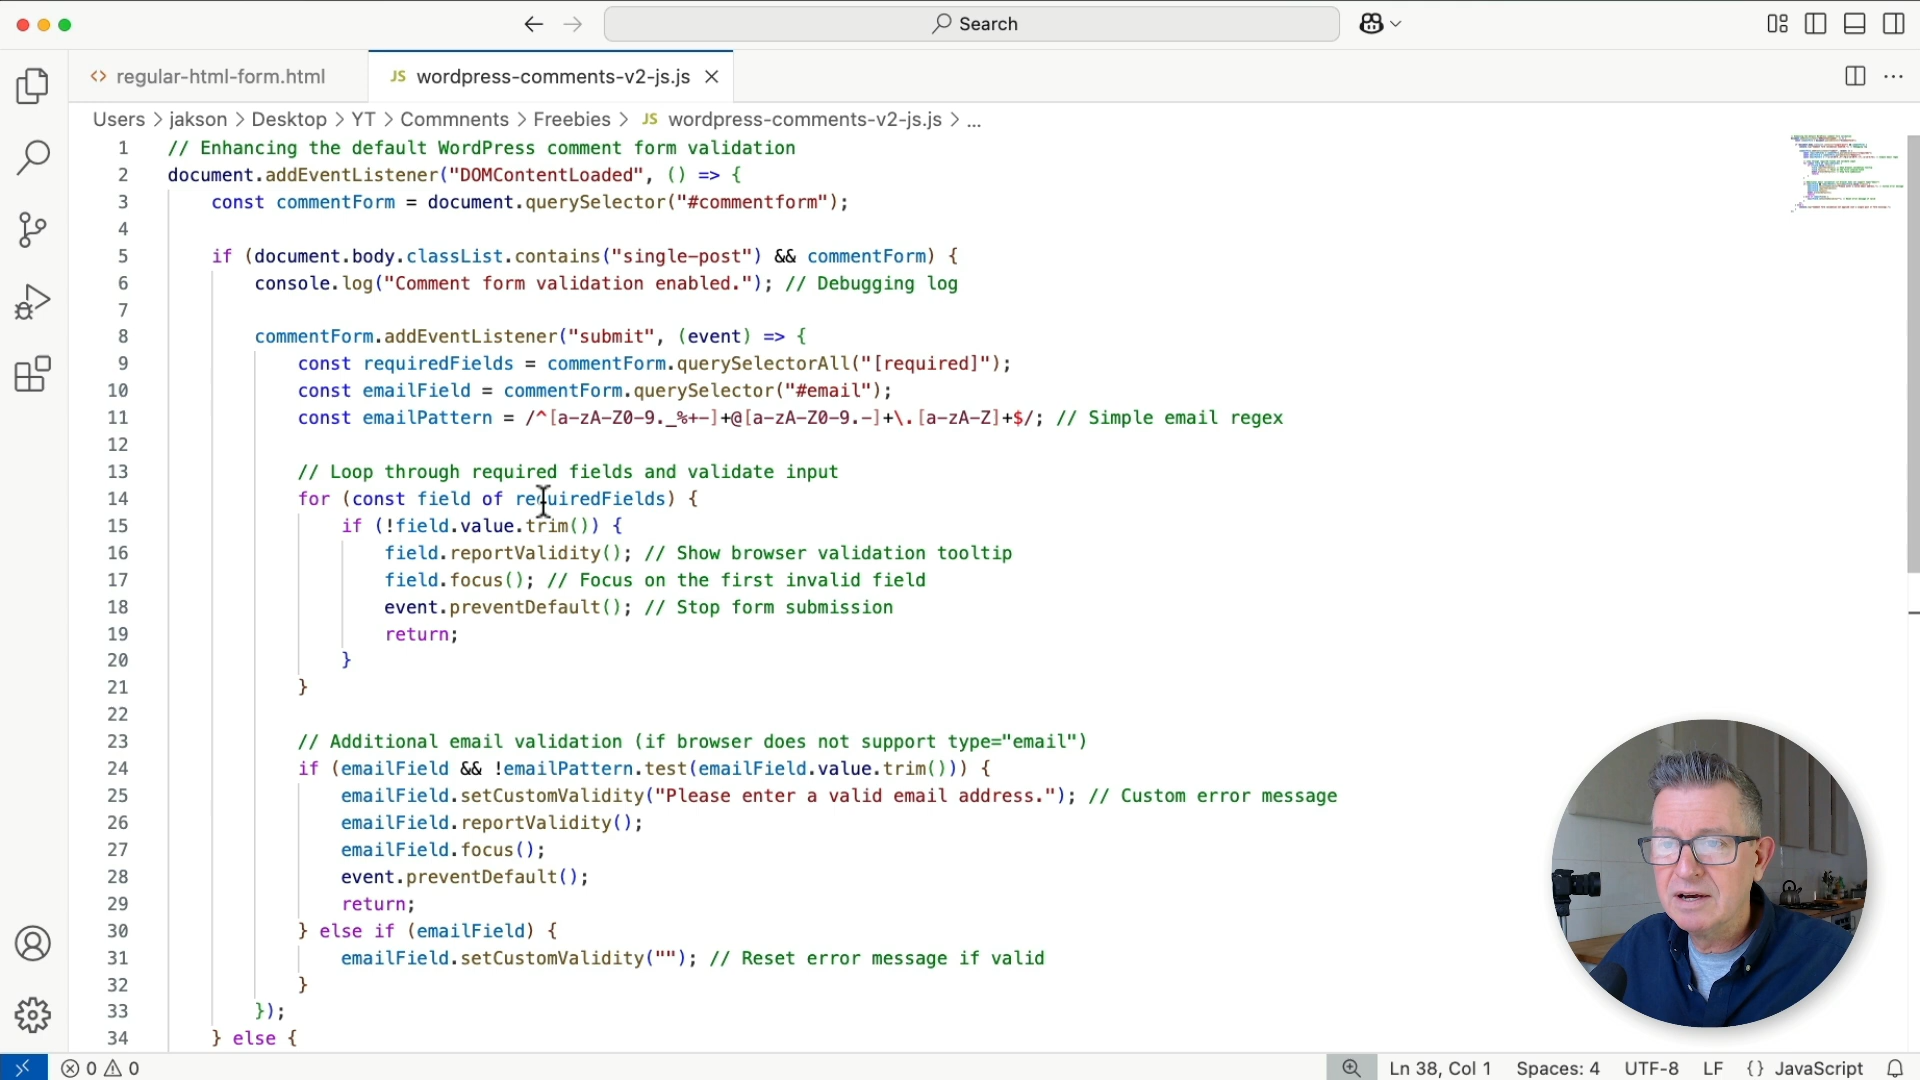 Search
regular-html-form.html
JS wordpress-comments-v2-js.js
Users > jakson > Desktop > YT > Commnents > Freebies > JS wordpress-comments-v2-js.js > ...
1 // Enhancing the default WordPress comment form validation
2 document.addEventListener("DOMContentLoaded", () => {
3 const commentForm = document.querySelector("#commentform");
4
5 if (document.body.classList.contains("single-post") && commentForm) {
6 console.log("Comment form validation enabled."); // Debugging log
7
8 commentForm.addEventListener("submit", (event) => {
9 const requiredFields = commentForm.querySelectorAll("[required]");
10 const emailField = commentForm.querySelector("#email");
11 const emailPattern = /^[a-zA-Z0-9._%+-]+@[a-zA-Z0-9.-]+\.[a-zA-Z]+$/; // Simple email regex
12
13 // Loop through required fields and validate input
14 for (const field of requiredFields) {
15 if (!field.value.trim()) {
16 field.reportValidity(); // Show browser validation tooltip
17 field.focus(); // Focus on the first invalid field
18 event.preventDefault(); // Stop form submission
19 return;
20 }
21 }
22
23 // Additional email validation (if browser does not support type="email")
24 if (emailField && !emailPattern.test(emailField.value.trim())) {
25 emailField.setCustomValidity("Please enter a valid email address."); // Custom error message
26 emailField.reportValidity();
27 emailField.focus();
28 event.preventDefault();
29 return;
30 } else if (emailField) {
31 emailField.setCustomValidity(""); // Reset error message if valid
32 }
33 });
34 } else {
0 0 Ln 38, Col 1 Spaces: 4 UTF-8 LF {} JavaScript